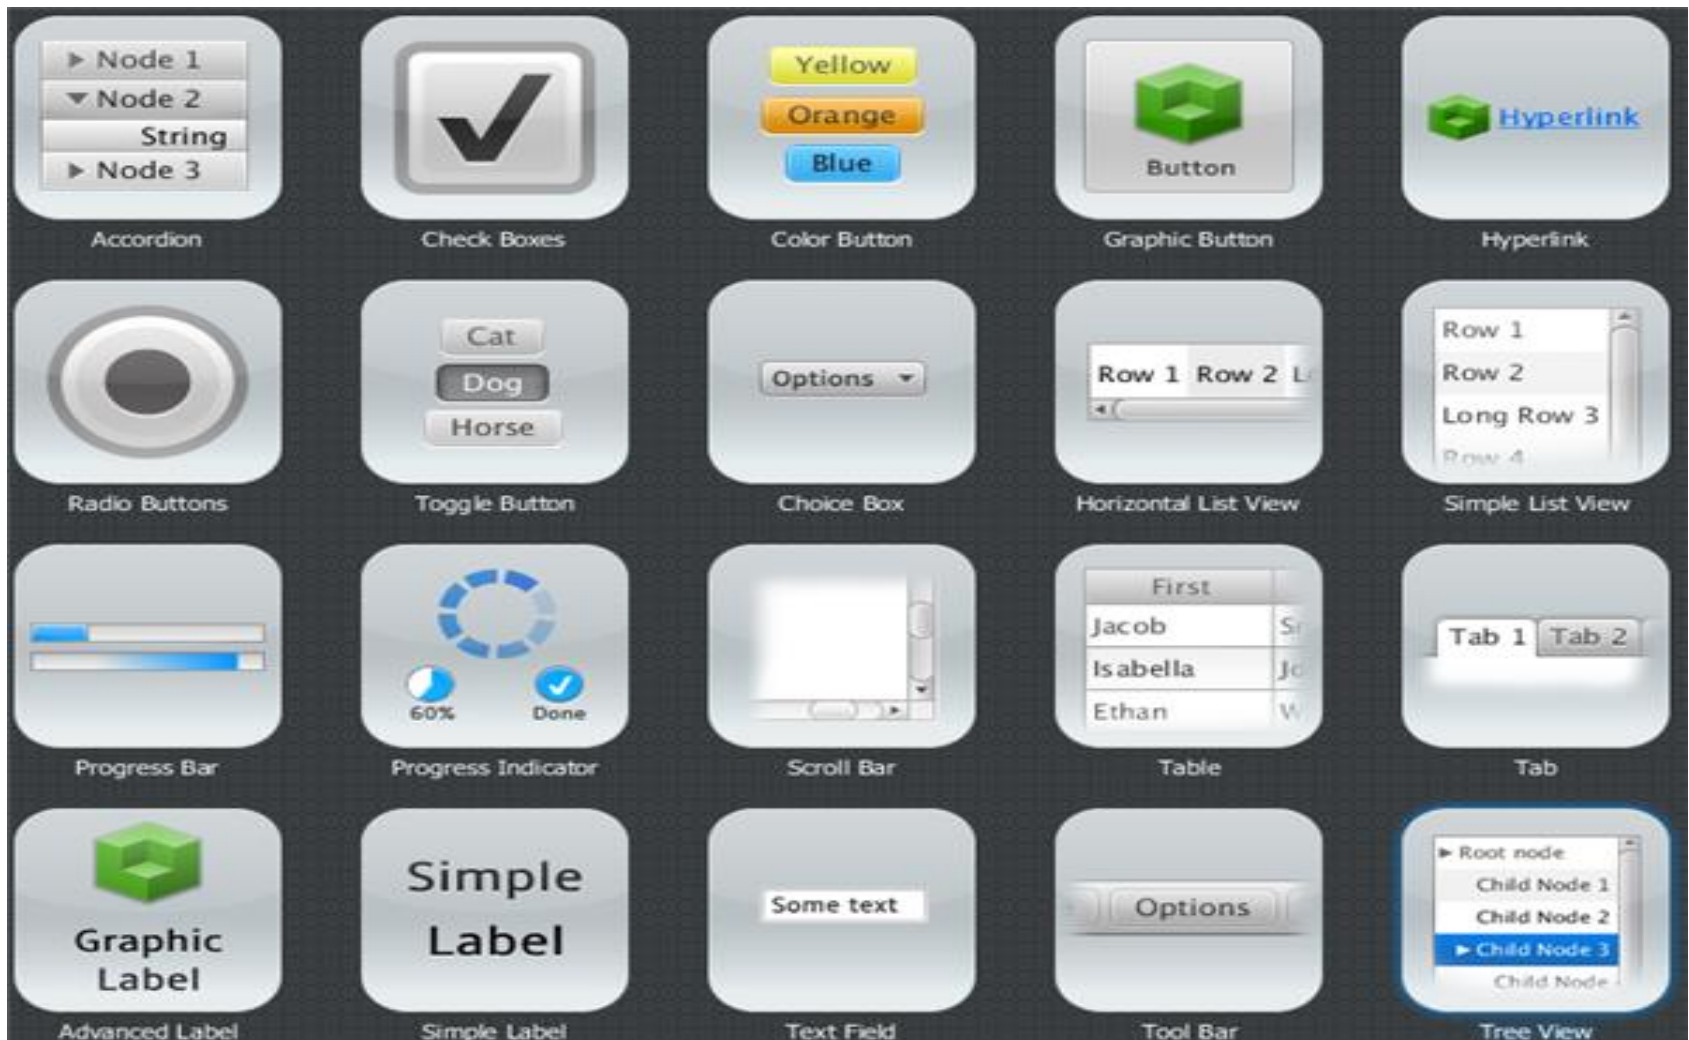 Node 1
Node 2
String
Node 3
Accordion
Check Boxes
Yellow
Orange
Blue
Color Button
Button
Graphic Button
Hyperlink
Hyperlink
Radio Buttons
Cat
Dog
Horse
Toggle Button
Options
Choice Box
Row 1 Row 2 L
Horizontal List View
Row 1
Row 2
Long Row 3
Row 4
Simple List View
Progress Bar
60% Done
Progress Indicator
Scroll Bar
First
Jacob
Isabella
Ethan
Table
Tab 1 Tab 2
Tab
Graphic
Label
Advanced Label
Simple
Label
Simple Label
Some text
Text Field
Options
Tool Bar
Root node
Child Node 1
Child Node 2
Child Node 3
Child Node
Tree View